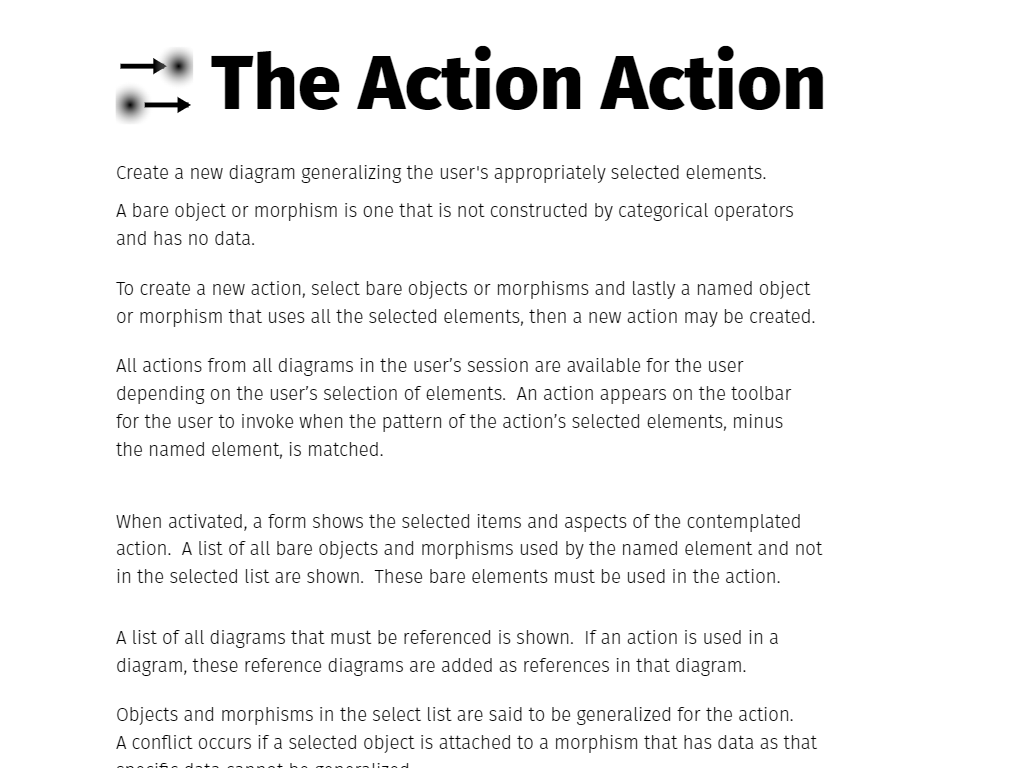 The Action Action
Create a new diagram generalizing the user's appropriately selected elements.
A bare object or morphism is one that is not constructed by categorical operators
and has no data.
To create a new action, select bare objects or morphisms and lastly a named object
or morphism that uses all the selected elements, then a new action may be created.
All actions from all diagrams in the user’s session are available for the user
depending on the user’s selection of elements.  An action appears on the toolbar
for the user to invoke when the pattern of the action’s selected elements, minus
the named element, is matched.
When activated, a form shows the selected items and aspects of the contemplated
action.  A list of all bare objects and morphisms used by the named element and not
in the selected list are shown.  These bare elements must be used in the action.
A list of all diagrams that must be referenced is shown.  If an action is used in a
diagram, these reference diagrams are added as references in that diagram.
Objects and morphisms in the select list are said to be generalized for the action.
A conflict occurs if a selected object is attached to a morphism that has data as that
specific data cannot be generalized.